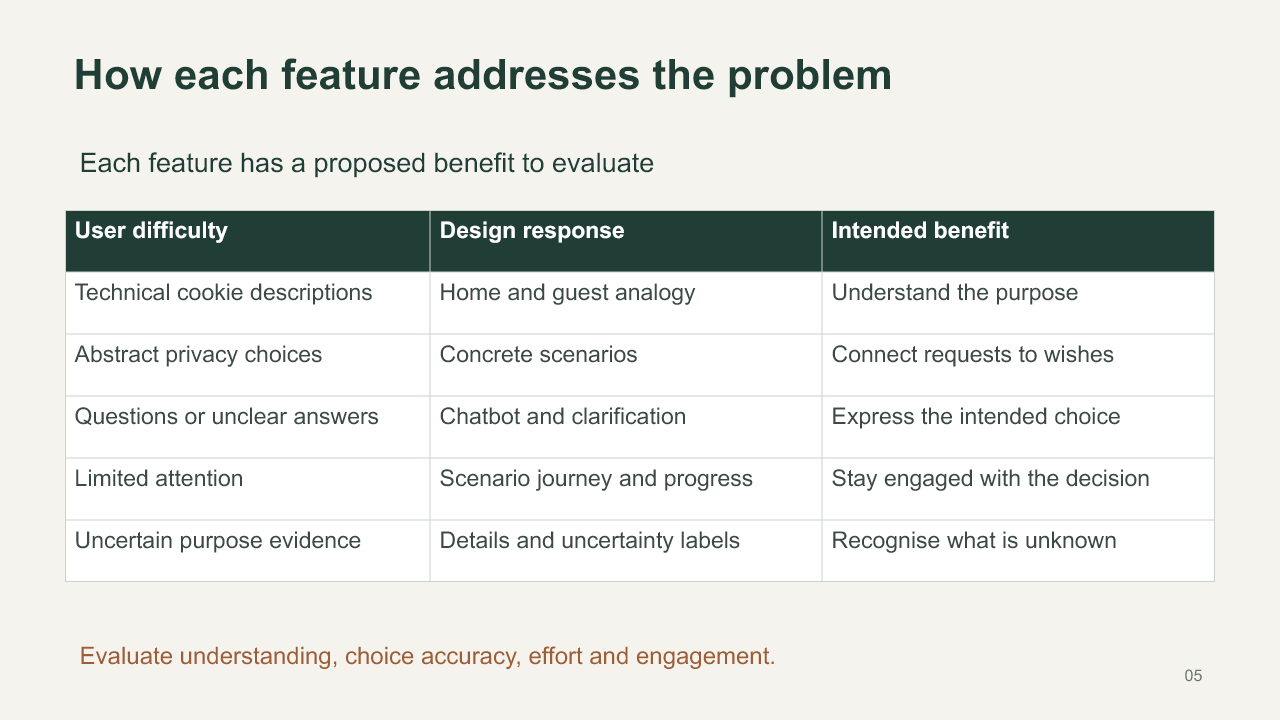 How each feature addresses the problem
Each feature has a proposed benefit to evaluate
User difficulty Design response Intended benefit
Technical cookie descriptions Home and guest analogy Understand the purpose
Abstract privacy choices Concrete scenarios Connect requests to wishes
Questions or unclear answers Chatbot and clarification Express the intended choice
Limited attention Scenario journey and progress Stay engaged with the decision
Uncertain purpose evidence Details and uncertainty labels Recognise what is unknown
Evaluate understanding, choice accuracy, effort and engagement.
05